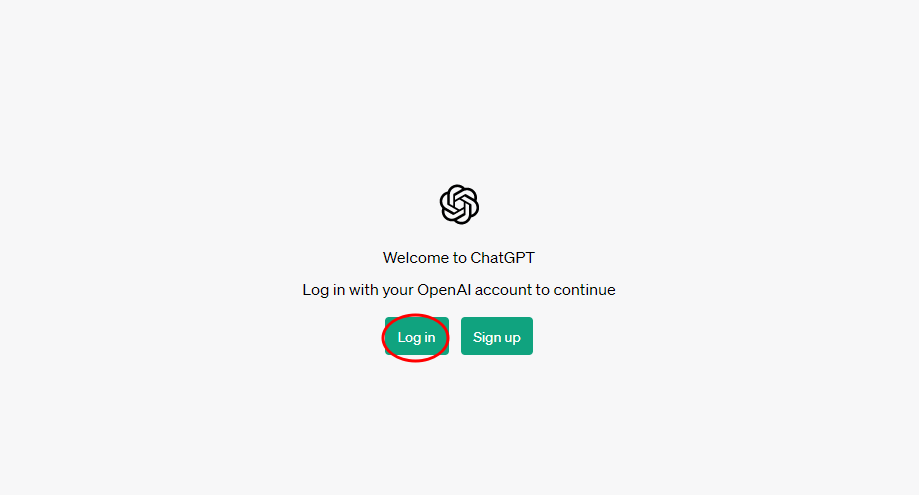 Welcome to ChatGPT
Log in with your OpenAI account to continue
Log in Sign up